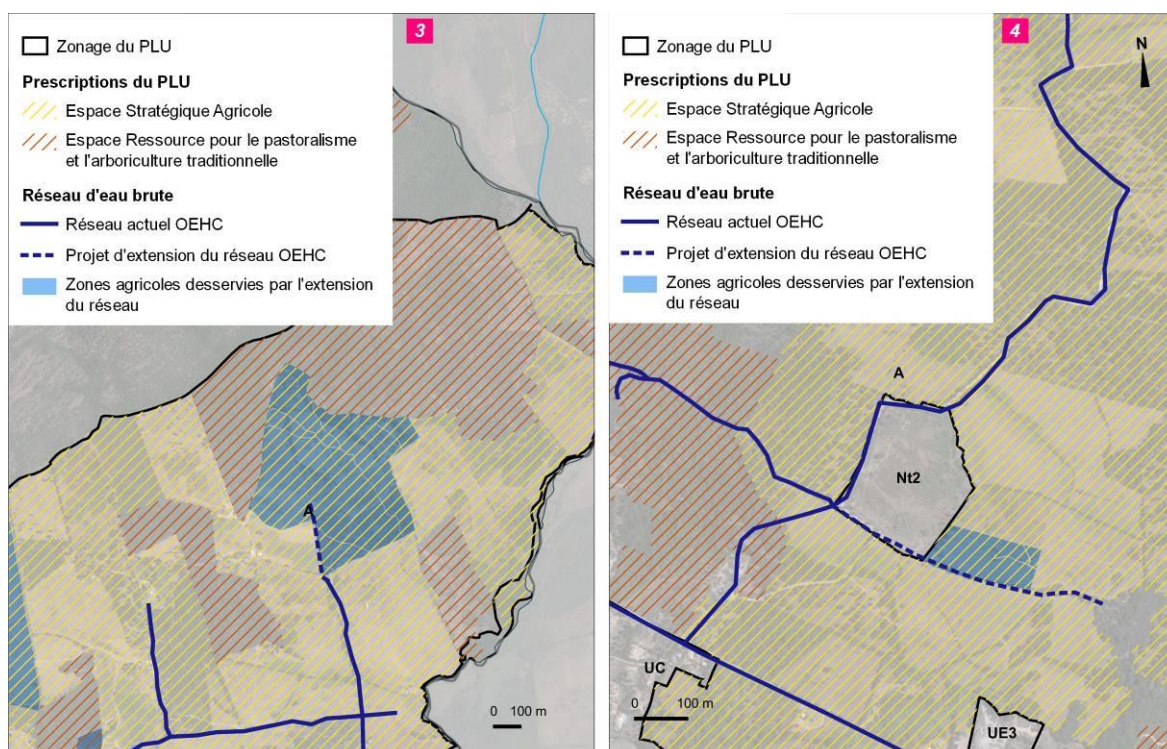 3
Zonage du PLU
Prescriptions du PLU
Espace Stratégique Agricole
Espace Ressource pour le pastoralisme
et l'arboriculture traditionnelle
Réseau d'eau brute
Réseau actuel OEHC
Projet d'extension du réseau OEHC
Zones agricoles desservies par l'extension
du réseau
A
0 100 m
4
N
Zonage du PLU
Prescriptions du PLU
Espace Stratégique Agricole
Espace Ressource pour le pastoralisme
et l'arboriculture traditionnelle
Réseau d'eau brute
Réseau actuel OEHC
Projet d'extension du réseau OEHC
Zones agricoles desservies par l'extension
du réseau
A
Nt2
UC
0 100 m
UE3